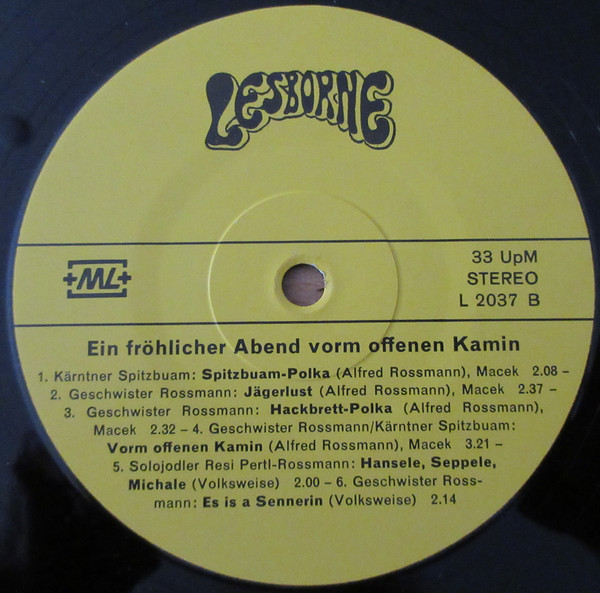 LESBORNE
+ML+
33 UpM
STEREO
L 2037 B
Ein fröhlicher Abend vorm offenen Kamin
1. Kärntner Spitzbuam: Spitzbuam-Polka (Alfred Rossmann), Macek 2.08 –
2. Geschwister Rossmann: Jägerlust (Alfred Rossmann), Macek 2.37 –
3. Geschwister Rossmann: Hackbrett-Polka (Alfred Rossmann),
Macek 2.32 – 4. Geschwister Rossmann/Kärntner Spitzbuam:
Vorm offenen Kamin (Alfred Rossmann), Macek 3.21 –
5. Solojodler Resi Pertl-Rossmann: Hansele, Seppele,
Michale (Volksweise) 2.00 – 6. Geschwister Ross-
mann: Es is a Sennerin (Volksweise) 2.14